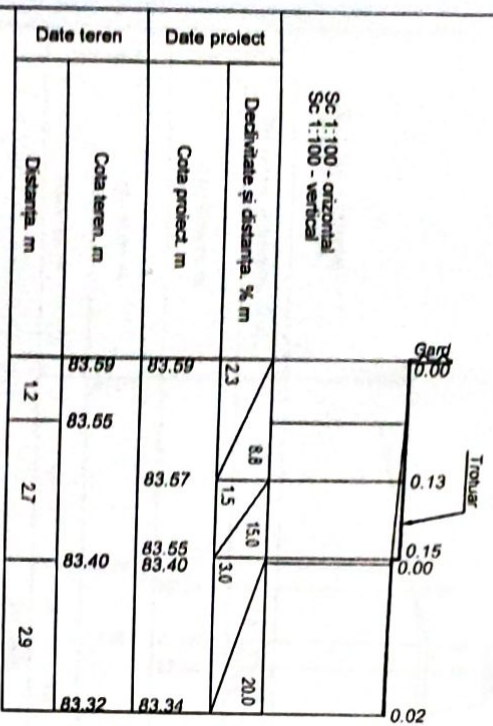 Sc 1:100 - orizontal
Sc 1:100 - vertical
Gard
0.00
Trotuar
0.13
0.15
0.00
0.02
Date proiect
Declivitate și distanța. % m
2.3
8.8
1.5
15.0
3.0
20.0
Cota proiect. m
83.59
83.57
83.55
83.40
83.34
Date teren
Cota teren. m
83.59
83.55
83.40
83.32
Distanța. m
1.2
2.7
2.9